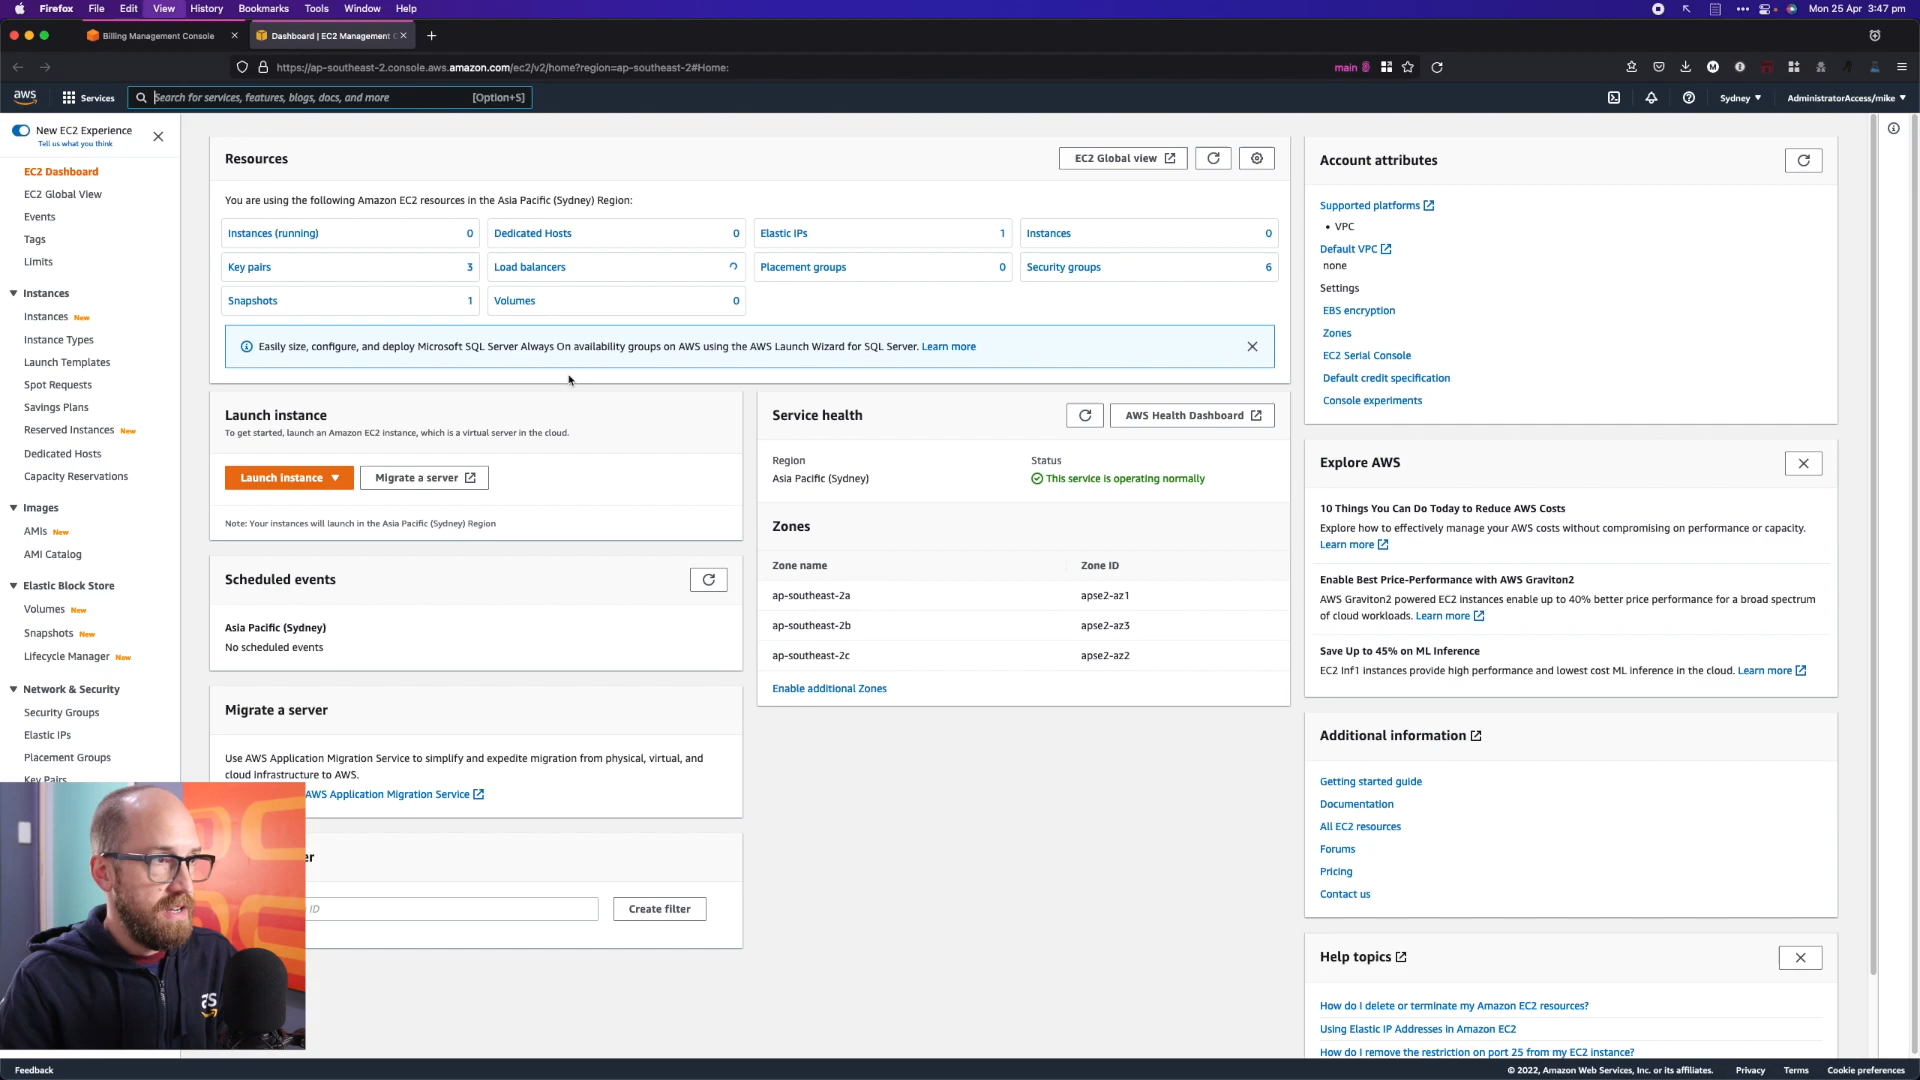 Firefox File Edit View History Bookmarks Tools Window Help
Mon 25 Apr 3:47 pm
Billing Management Console
Dashboard | EC2 Management C
https://ap-southeast-2.console.aws.amazon.com/ec2/v2/home?region=ap-southeast-2#Home:
main
aws
Services
Search for services, features, blogs, docs, and more
[Option+S]
Sydney
AdministratorAccess/mike
New EC2 Experience
Tell us what you think
EC2 Dashboard
EC2 Global View
Events
Tags
Limits
Instances
Instances New
Instance Types
Launch Templates
Spot Requests
Savings Plans
Reserved Instances New
Dedicated Hosts
Capacity Reservations
Images
AMIs New
AMI Catalog
Elastic Block Store
Volumes New
Snapshots New
Lifecycle Manager New
Network & Security
Security Groups
Elastic IPs
Placement Groups
Key Pairs
Resources
EC2 Global view
You are using the following Amazon EC2 resources in the Asia Pacific (Sydney) Region:
Instances (running) 0
Dedicated Hosts 0
Elastic IPs 1
Instances 0
Key pairs 3
Load balancers
Placement groups 0
Security groups 6
Snapshots 1
Volumes 0
Easily size, configure, and deploy Microsoft SQL Server Always On availability groups on AWS using the AWS Launch Wizard for SQL Server. Learn more
Launch instance
To get started, launch an Amazon EC2 instance, which is a virtual server in the cloud.
Launch instance
Migrate a server
Note: Your instances will launch in the Asia Pacific (Sydney) Region
Scheduled events
Asia Pacific (Sydney)
No scheduled events
Migrate a server
Use AWS Application Migration Service to simplify and expedite migration from physical, virtual, and
cloud infrastructure to AWS.
AWS Application Migration Service
er
ID
Create filter
Service health
AWS Health Dashboard
Region
Status
Asia Pacific (Sydney)
This service is operating normally
Zones
Zone name
Zone ID
ap-southeast-2a
apse2-az1
ap-southeast-2b
apse2-az3
ap-southeast-2c
apse2-az2
Enable additional Zones
Account attributes
Supported platforms
• VPC
Default VPC
none
Settings
EBS encryption
Zones
EC2 Serial Console
Default credit specification
Console experiments
Explore AWS
10 Things You Can Do Today to Reduce AWS Costs
Explore how to effectively manage your AWS costs without compromising on performance or capacity.
Learn more
Enable Best Price-Performance with AWS Graviton2
AWS Graviton2 powered EC2 instances enable up to 40% better price performance for a broad spectrum
of cloud workloads. Learn more
Save Up to 45% on ML Inference
EC2 Inf1 instances provide high performance and lowest cost ML inference in the cloud. Learn more
Additional information
Getting started guide
Documentation
All EC2 resources
Forums
Pricing
Contact us
Help topics
How do I delete or terminate my Amazon EC2 resources?
Using Elastic IP Addresses in Amazon EC2
How do I remove the restriction on port 25 from my EC2 instance?
Feedback
© 2022, Amazon Web Services, Inc. or its affiliates.
Privacy
Terms
Cookie preferences